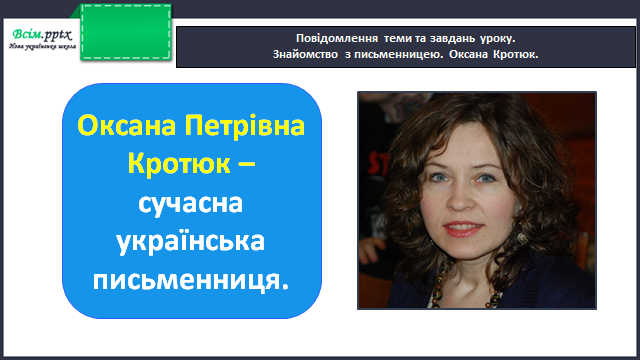 Всім.pptx
Нова українська школа
Повідомлення теми та завдань уроку.
Знайомство з письменницею. Оксана Кротюк.
Оксана Петрівна
Кротюк –
сучасна
українська
письменниця.